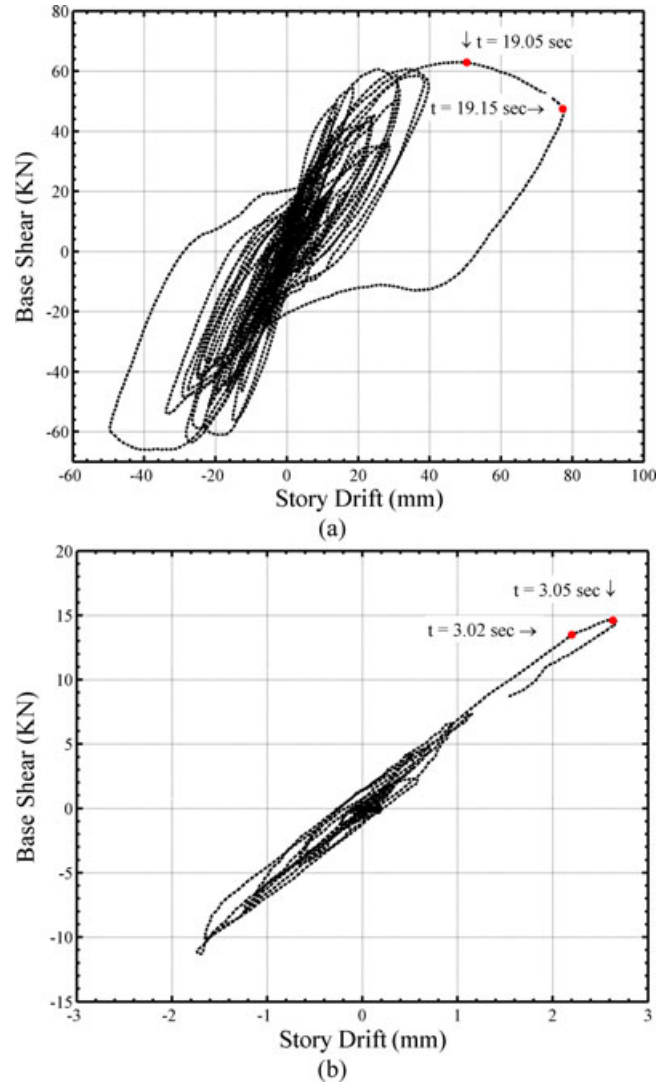 80
60
40
20
0
-20
-40
-60
-70
Base Shear (KN)
↓ t = 19.05 sec
t = 19.15 sec→
-60 -40 -20 0 20 40 60 80 100
Story Drift (mm)
(a)
20
15
10
5
0
-5
-10
-15
Base Shear (KN)
t = 3.05 sec ↓
t = 3.02 sec →
-3 -2 -1 0 1 2 3
Story Drift (mm)
(b)